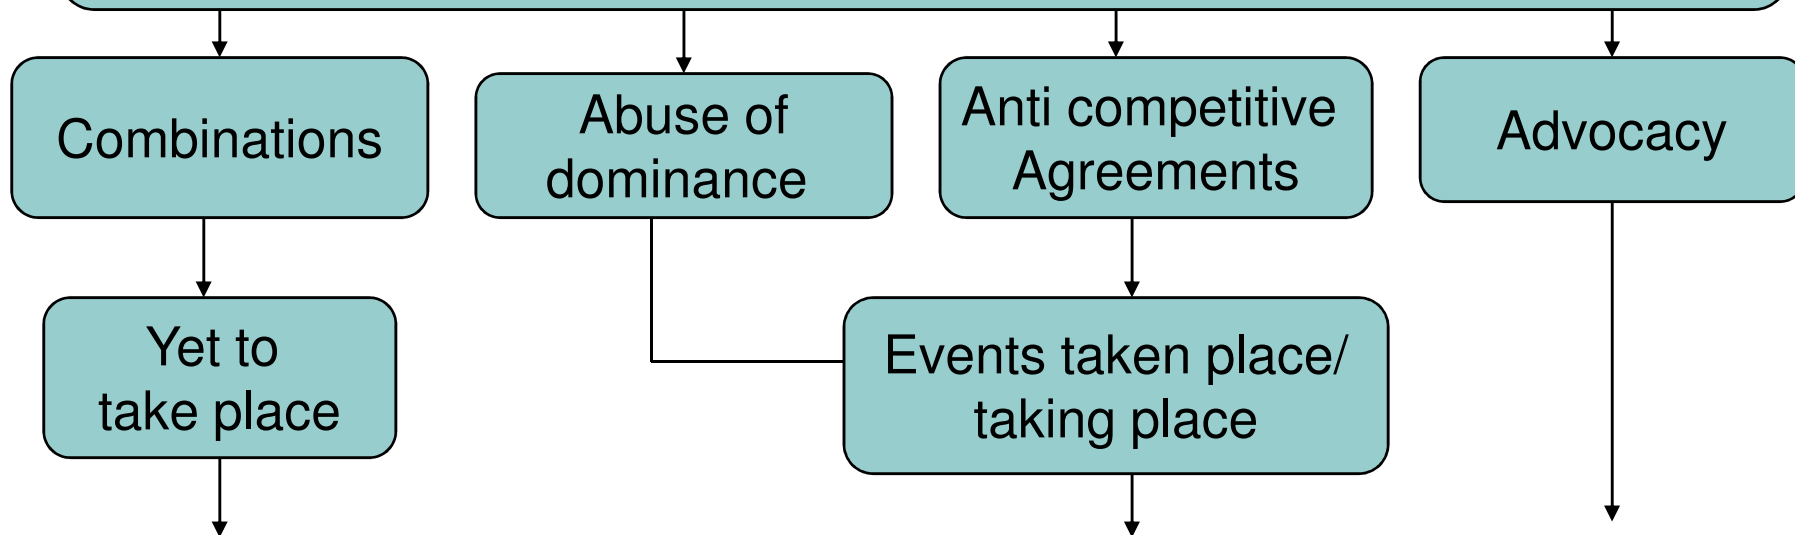 Combinations
Abuse of
dominance
Anti competitive
Agreements
Advocacy
Yet to
take place
Events taken place/
taking place